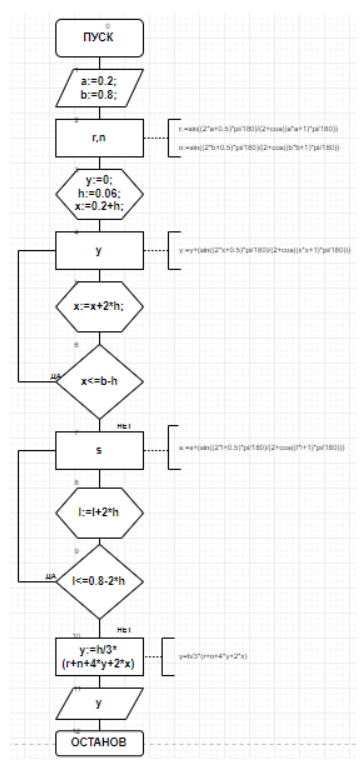 0
ПУСК
1
a:=0.2;
b:=0.8;
2
r,n
r:=sin((2*a+0.5)*pi/180)/(2+cos((a*a+1)*pi/180))
n:=sin((2*b+0.5)*pi/180)/(2+cos((b*b+1)*pi/180))
3
y:=0;
h:=0.06;
x:=0.2+h;
4
y
y:=y+(sin((2*x+0.5)*pi/180)/(2+cos((x*x+1)*pi/180)))
5
x:=x+2*h;
6
ДА
x<=b-h
НЕТ
7
s
s:=s+(sin((2*l+0.5)*pi/180)/(2+cos((l*l+1)*pi/180)))
8
l:=l+2*h
9
ДА
l<=0.8-2*h
НЕТ
10
y:=h/3*
(r+n+4*y+2*x)
y=h/3*(r+n+4*y+2*x)
11
y
12
ОСТАНОВ